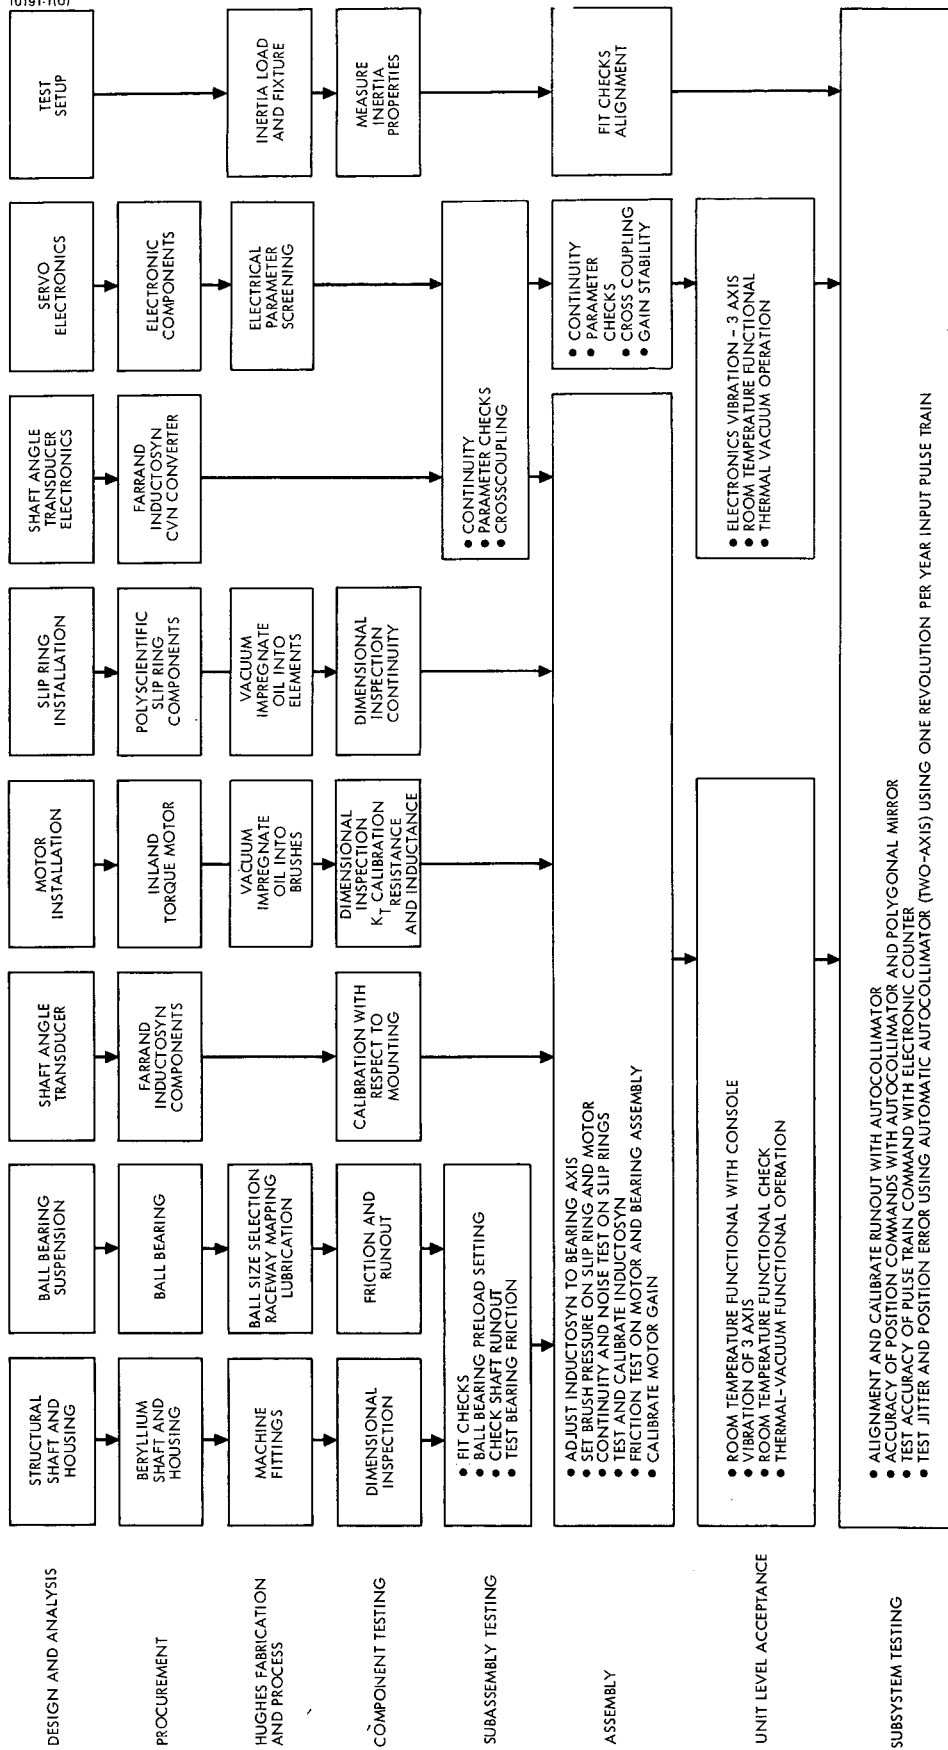 DESIGN AND ANALYSIS
STRUCTURAL
SHAFT AND
HOUSING
BALL BEARING
SUSPENSION
SHAFT ANGLE
TRANSDUCER
MOTOR
INSTALLATION
SLIP RING
INSTALLATION
SHAFT ANGLE
TRANSDUCER
ELECTRONICS
SERVO
ELECTRONICS
TEST
SETUP
PROCUREMENT
BERYLLIUM
SHAFT AND
HOUSING
BALL BEARING
FARRAND
INDUCTOSYN
COMPONENTS
INLAND
TORQUE MOTOR
POLYSCIENTIFIC
SLIP RING
COMPONENTS
FARRAND
INDUCTOSYN
CVN CONVERTER
ELECTRONIC
COMPONENTS
HUGHES FABRICATION
AND PROCESS
MACHINE
FITTINGS
BALL SIZE SELECTION
RACEWAY MAPPING
LUBRICATION
VACUUM
IMPREGNATE
OIL INTO
BRUSHES
VACUUM
IMPREGNATE
OIL INTO
ELEMENTS
ELECTRICAL
PARAMETER
SCREENING
INERTIA LOAD
AND FIXTURE
COMPONENT TESTING
DIMENSIONAL
INSPECTION
FRICTION AND
RUNOUT
CALIBRATION WITH
RESPECT TO
MOUNTING
DIMENSIONAL
INSPECTION
KT CALIBRATION
RESISTANCE
AND INDUCTANCE
DIMENSIONAL
INSPECTION
CONTINUITY
MEASURE
INERTIA
PROPERTIES
SUBASSEMBLY TESTING
• FIT CHECKS
• BALL BEARING PRELOAD SETTING
• CHECK SHAFT RUNOUT
• TEST BEARING FRICTION
• CONTINUITY
• PARAMETER CHECKS
• CROSSCOUPLING
ASSEMBLY
• ADJUST INDUCTOSYN TO BEARING AXIS
• SET BRUSH PRESSURE ON SLIP RING AND MOTOR
• CONTINUITY AND NOISE TEST ON SLIP RINGS
• TEST AND CALIBRATE INDUCTOSYN
• FRICTION TEST ON MOTOR AND BEARING ASSEMBLY
• CALIBRATE MOTOR GAIN
• CONTINUITY
• PARAMETER
CHECKS
• CROSS COUPLING
• GAIN STABILITY
FIT CHECKS
ALIGNMENT
UNIT LEVEL ACCEPTANCE
• ROOM TEMPERATURE FUNCTIONAL WITH CONSOLE
• VIBRATION OF 3 AXIS
• ROOM TEMPERATURE FUNCTIONAL CHECK
• THERMAL-VACUUM FUNCTIONAL OPERATION
• ELECTRONICS VIBRATION - 3 AXIS
• ROOM TEMPERATURE FUNCTIONAL
• THERMAL VACUUM OPERATION
SUBSYSTEM TESTING
• ALIGNMENT AND CALIBRATE RUNOUT WITH AUTOCOLLIMATOR
• ACCURACY OF POSITION COMMANDS WITH AUTOCOLLIMATOR AND POLYGONAL MIRROR
• TEST ACCURACY OF PULSE TRAIN COMMAND WITH ELECTRONIC COUNTER
• TEST JITTER AND POSITION ERROR USING AUTOMATIC AUTOCOLLIMATOR (TWO-AXIS) USING ONE REVOLUTION PER YEAR INPUT PULSE TRAIN